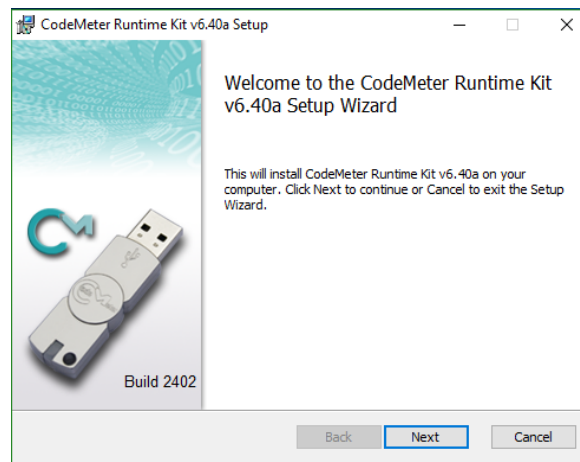 CodeMeter Runtime Kit v6.40a Setup
Welcome to the CodeMeter Runtime Kit
v6.40a Setup Wizard
This will install CodeMeter Runtime Kit v6.40a on your
computer. Click Next to continue or Cancel to exit the Setup
Wizard.
Build 2402
Back
Next
Cancel